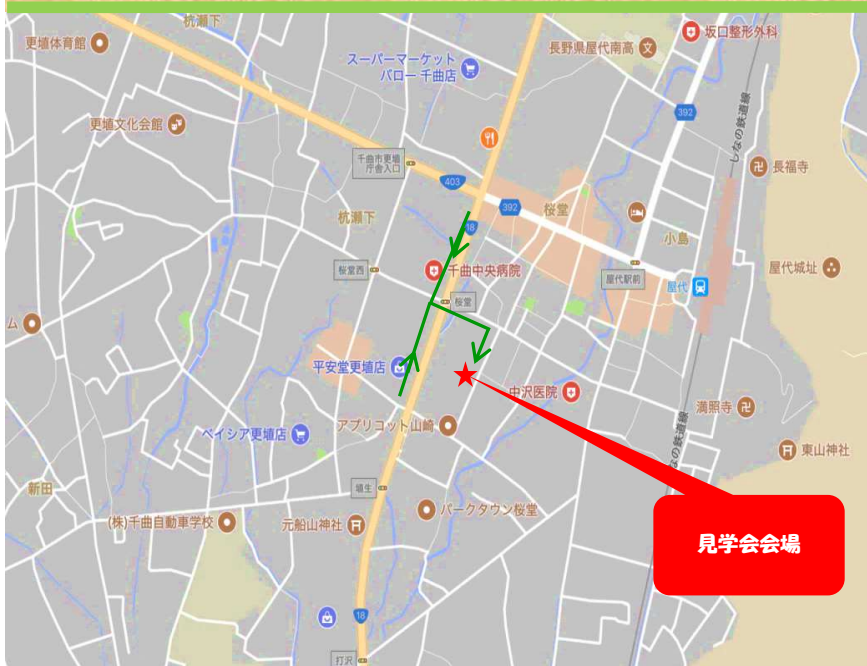 杭瀬下
更埴体育館
スーパーマーケット
バロー 千曲店
長野県屋代南高
坂口整形外科
392
しなの鉄道線
更埴文化会館
千曲市更埴
庁舎入口
403
長福寺
392
桜堂
杭瀬下
18
小島
桜堂西
千曲中央病院
屋代駅前
屋代
屋代城址
桜堂
ム
平安堂更埴店
中沢医院
満照寺
ベイシア更埴店
アプリコット山崎
なの鉄道線
東山神社
新田
埴生
(株)千曲自動車学校
元船山神社
パークタウン桜堂
見学会会場
18
打沢